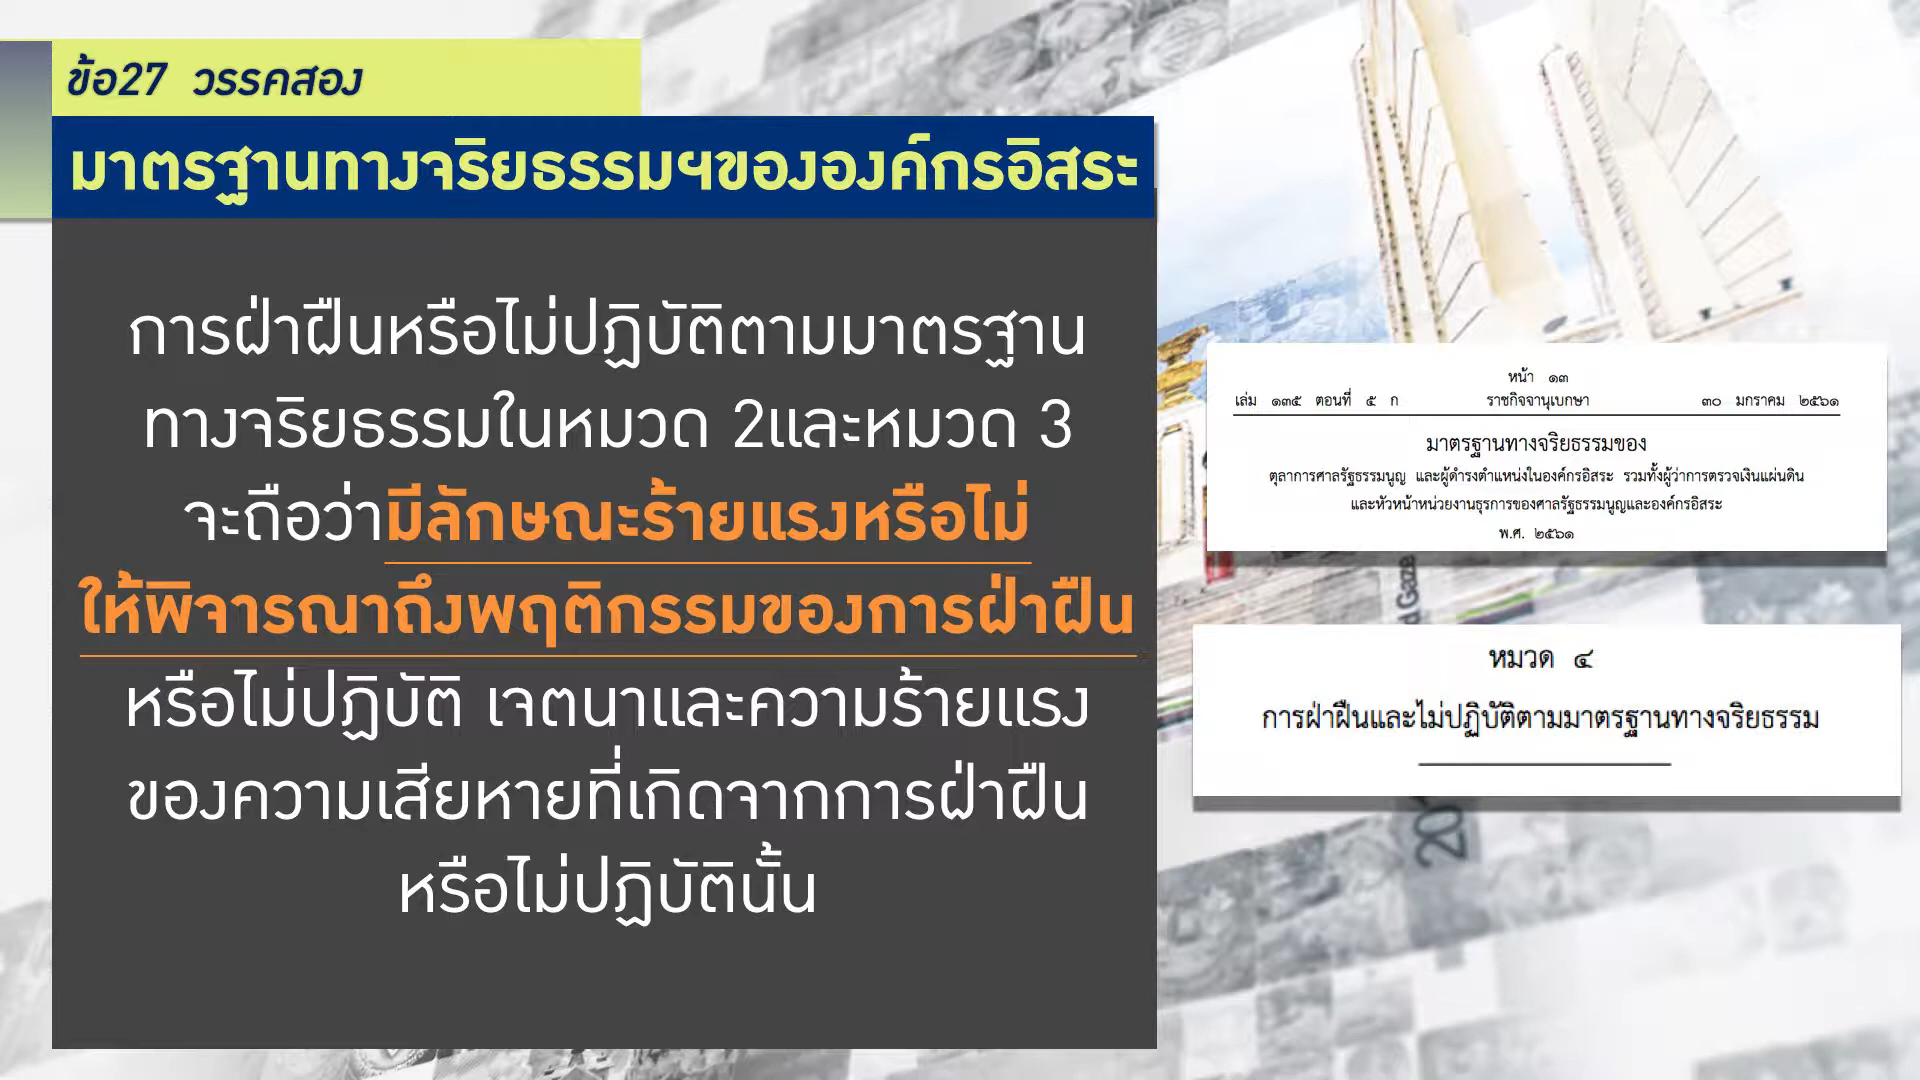 ข้อ27 วรรคสอง
มาตรฐานทางจริยธรรมฯขององค์กรอิสระ
การฝ่าฝืนหรือไม่ปฏิบัติตามมาตรฐาน
ทางจริยธรรมในหมวด 2และหมวด 3
จะถือว่ามีลักษณะร้ายแรงหรือไม่
ให้พิจารณาถึงพฤติกรรมของการฝ่าฝืน
หรือไม่ปฏิบัติ เจตนาและความร้ายแรง
ของความเสียหายที่เกิดจากการฝ่าฝืน
หรือไม่ปฏิบัตินั้น
หน้า ๑๓
เล่ม ๑๓๕ ตอนที่ ๕ ก ราชกิจจานุเบกษา ๓๐ มกราคม ๒๕๖๑
มาตรฐานทางจริยธรรมของ
ตุลาการศาลรัฐธรรมนูญ และผู้ดำรงตำแหน่งในองค์กรอิสระ รวมทั้งผู้ว่าการตรวจเงินแผ่นดิน
และหัวหน้าหน่วยงานธุรการของศาลรัฐธรรมนูญและองค์กรอิสระ
พ.ศ. ๒๕๖๑
หมวด ๔
การฝ่าฝืนและไม่ปฏิบัติตามมาตรฐานทางจริยธรรม